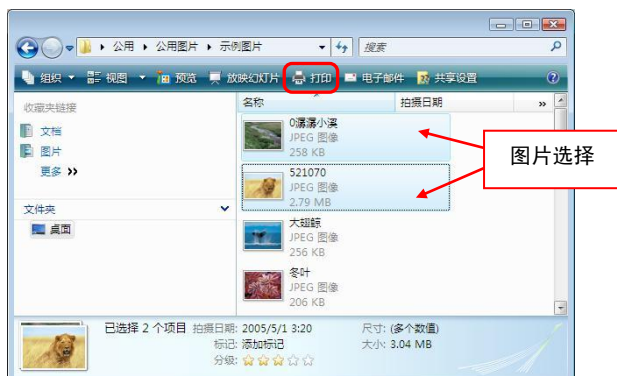 公用 ▸ 公用图片 ▸ 示例图片 搜索
组织 视图 预览 放映幻灯片 打印 电子邮件 共享设置
收藏夹链接
文档
图片
更多 »
文件夹
桌面
名称 拍摄日期 »
0潺潺小溪
JPEG 图像
258 KB
521070
JPEG 图像
2.79 MB
大翅鲸
JPEG 图像
256 KB
冬叶
JPEG 图像
206 KB
图片选择
已选择 2 个项目 拍摄日期: 2005/5/1 3:20 尺寸: (多个数值)
标记: 添加标记 大小: 3.04 MB
分级: